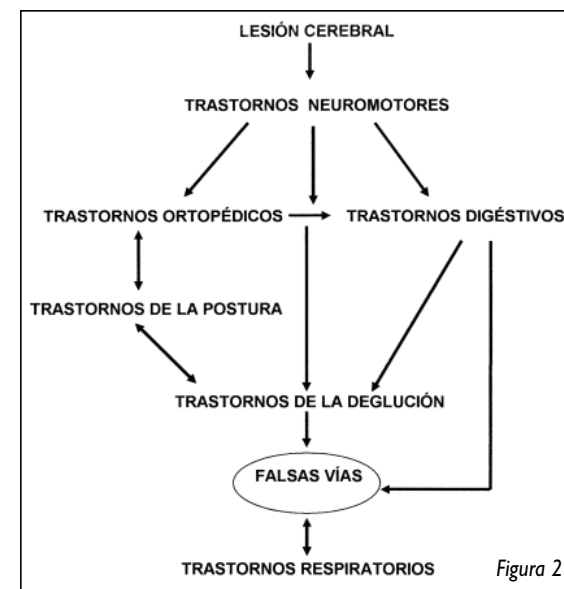 LESIÓN CEREBRAL
TRASTORNOS NEUROMOTORES
TRASTORNOS ORTOPÉDICOS
TRASTORNOS DIGÉSTIVOS
TRASTORNOS DE LA POSTURA
TRASTORNOS DE LA DEGLUCIÓN
FALSAS VÍAS
TRASTORNOS RESPIRATORIOS
Figura 2